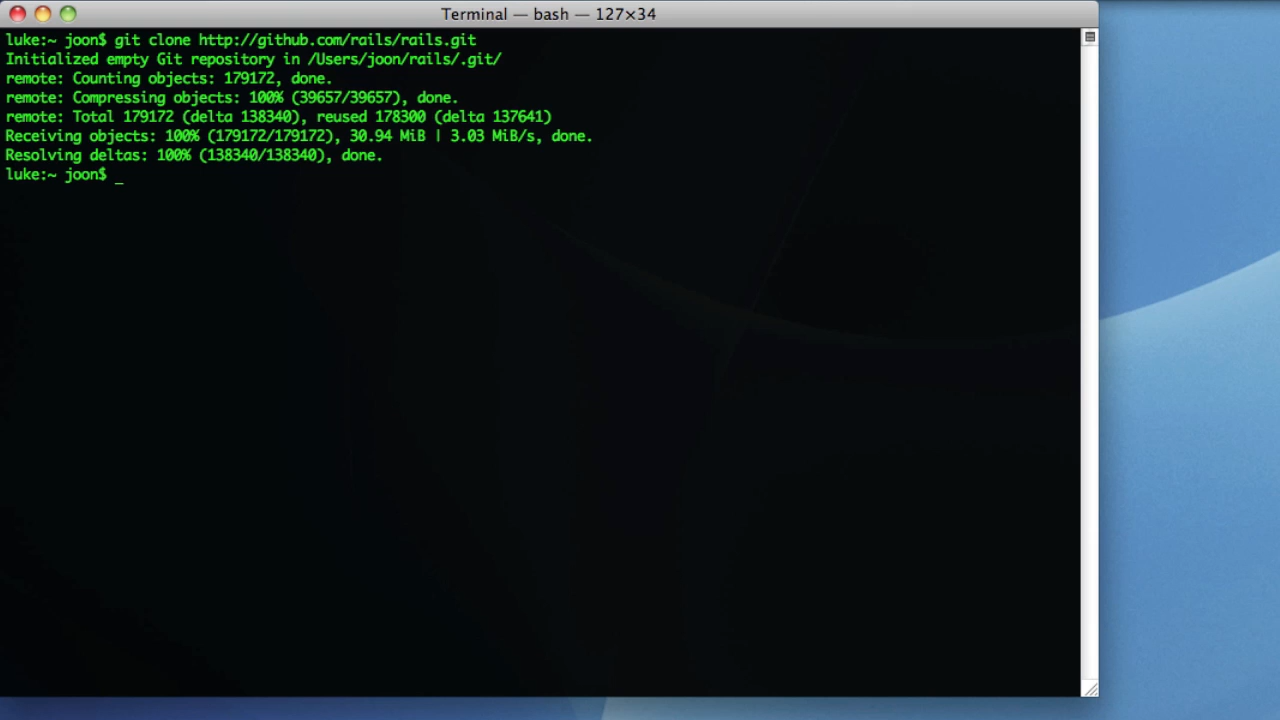 Terminal — bash — 127×34
luke:~ joon$ git clone http://github.com/rails/rails.git
Initialized empty Git repository in /Users/joon/rails/.git/
remote: Counting objects: 179172, done.
remote: Compressing objects: 100% (39657/39657), done.
remote: Total 179172 (delta 138340), reused 178300 (delta 137641)
Receiving objects: 100% (179172/179172), 30.94 MiB | 3.03 MiB/s, done.
Resolving deltas: 100% (138340/138340), done.
luke:~ joon$ _